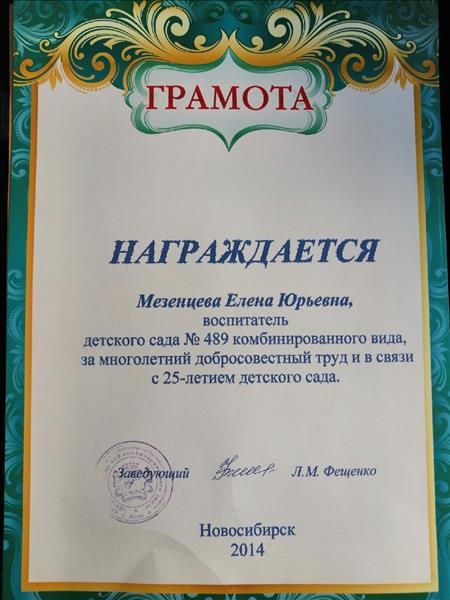 ГРАМОТА
НАГРАЖДАЕТСЯ
Мезенцева Елена Юрьевна,
воспитатель
детского сада № 489 комбинированного вида,
за многолетний добросовестный труд и в связи
с 25-летием детского сада.
Заведующий Л.М. Фещенко
Новосибирск
2014